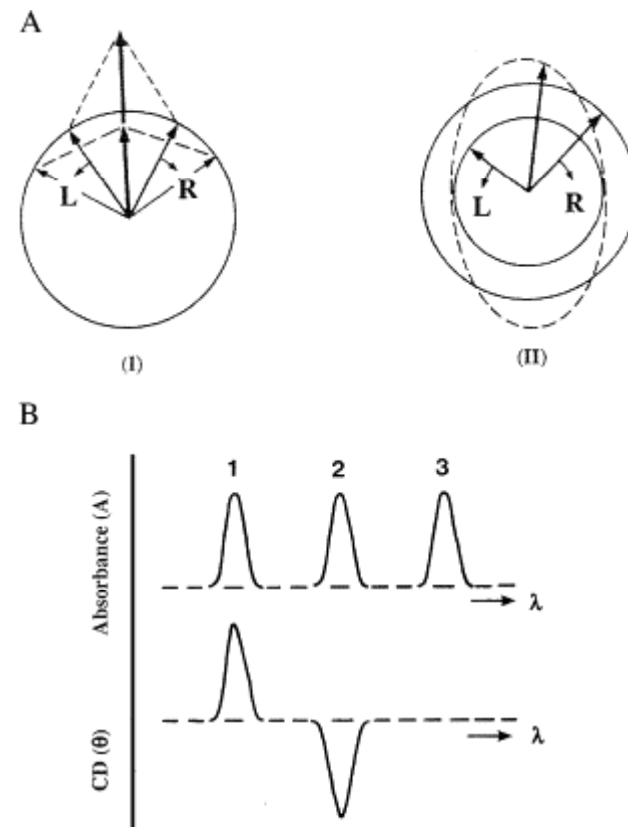 A
L R
L R
(I)
(II)
B
1 2 3
Absorbance (A)
λ
CD (θ)
λ